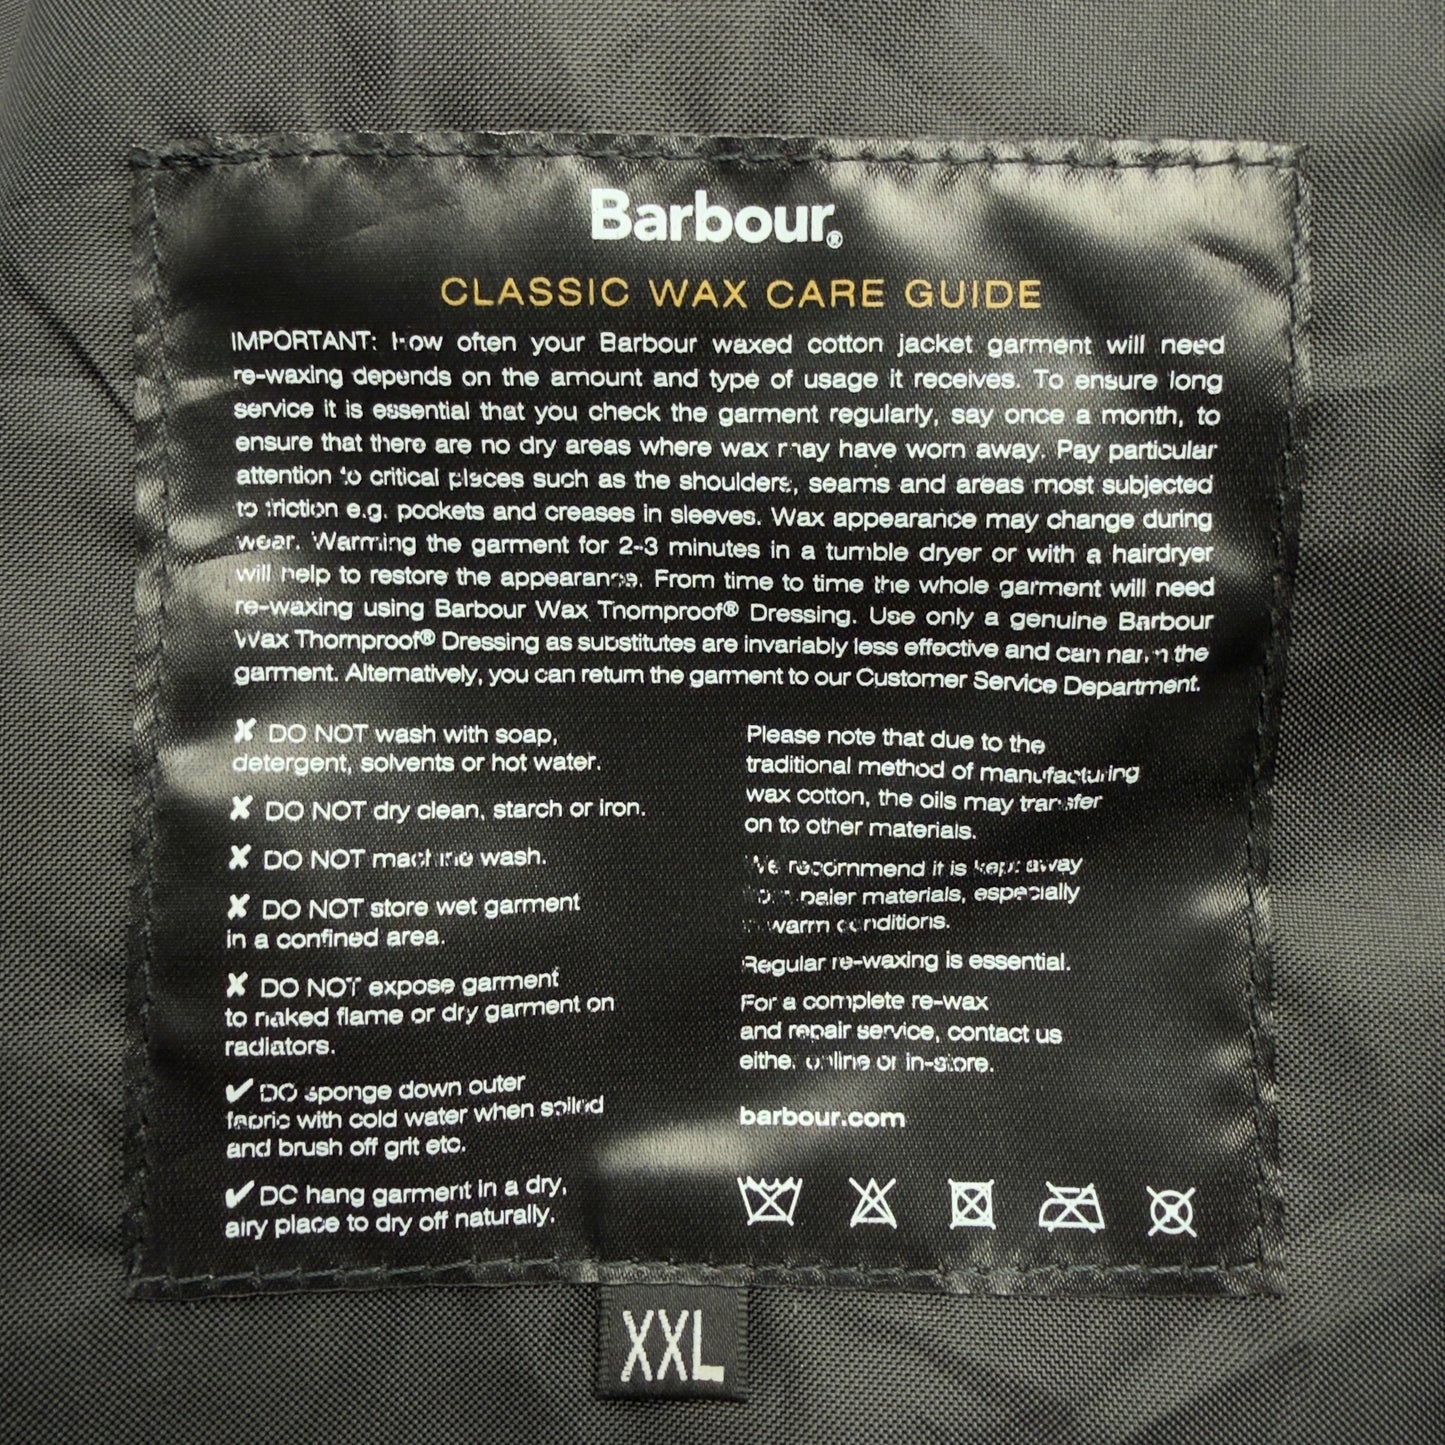 Barbour®
CLASSIC WAX CARE GUIDE
IMPORTANT: How often your Barbour waxed cotton jacket garment will need
re-waxing depends on the amount and type of usage it receives. To ensure long
service it is essential that you check the garment regularly, say once a month, to
ensure that there are no dry areas where wax may have worn away. Pay particular
attention to critical places such as the shoulders, seams and areas most subjected
to friction e.g. pockets and creases in sleeves. Wax appearance may change during
wear. Warming the garment for 2-3 minutes in a tumble dryer or with a hairdryer
will help to restore the appearance. From time to time the whole garment will need
re-waxing using Barbour Wax Thornproof® Dressing. Use only a genuine Barbour
Wax Thornproof® Dressing as substitutes are invariably less effective and can harm the
garment. Alternatively, you can return the garment to our Customer Service Department.
✘ DO NOT wash with soap,
detergent, solvents or hot water.
✘ DO NOT dry clean, starch or iron.
✘ DO NOT machine wash.
✘ DO NOT store wet garment
in a confined area.
✘ DO NOT expose garment
to naked flame or dry garment on
radiators.
✔ DO sponge down outer
fabric with cold water when soiled
and brush off grit etc.
✔ DO hang garment in a dry,
airy place to dry off naturally.
Please note that due to the
traditional method of manufacturing
wax cotton, the oils may transfer
on to other materials.
We recommend it is kept away
from paler materials, especially
in warm conditions.
Regular re-waxing is essential.
For a complete re-wax
and repair service, contact us
either online or in-store.
barbour.com
XXL